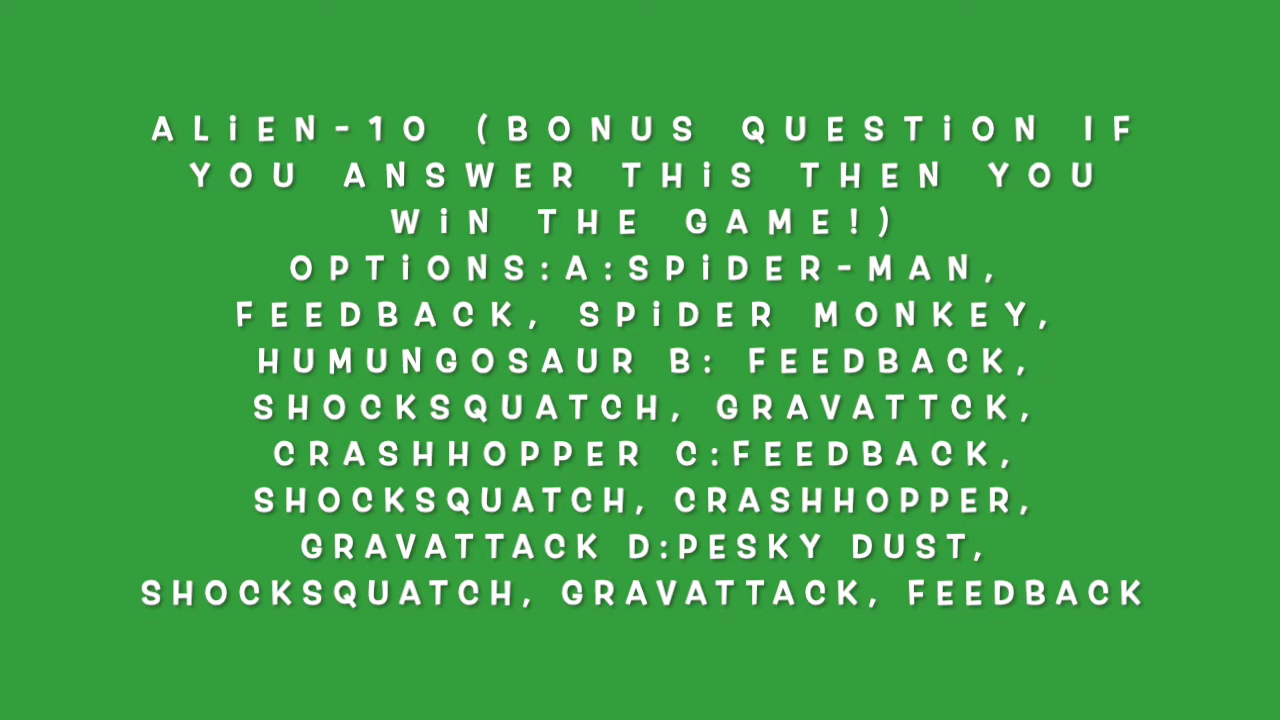 ALiEN-10 (BONUS QUESTiON IF
YOU ANSWER THiS THEN YOU
WiN THE GAME!)
OPTiONS:A:SPiDER-MAN,
FEEDBACK, SPiDER MONKEY,
HUMUNGOSAUR B: FEEDBACK,
SHOCKSQUATCH, GRAVATTCK,
CRASHHOPPER C:FEEDBACK,
SHOCKSQUATCH, CRASHHOPPER,
GRAVATTACK D:PESKY DUST,
SHOCKSQUATCH, GRAVATTACK, FEEDBACK